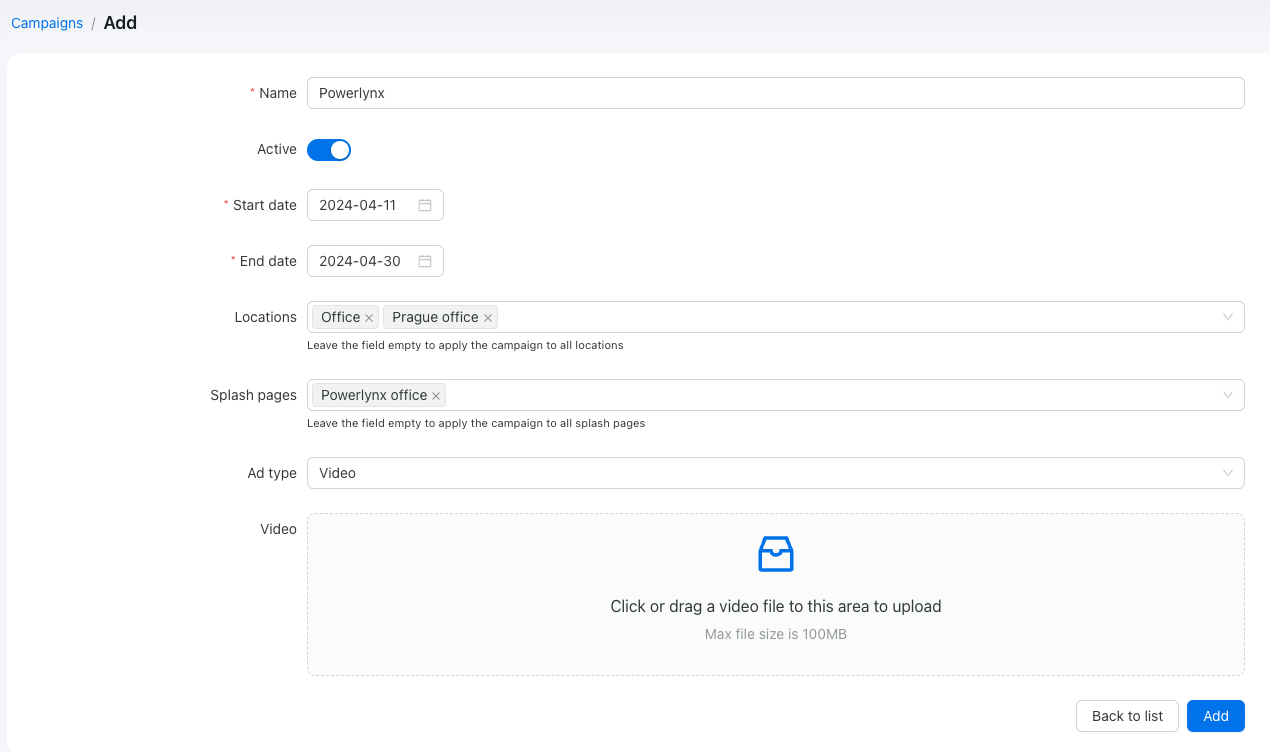 Campaigns / Add
* Name Powerlynx
Active
* Start date 2024-04-11
* End date 2024-04-30
Locations Office × Prague office ×
Leave the field empty to apply the campaign to all locations
Splash pages Powerlynx office ×
Leave the field empty to apply the campaign to all splash pages
Ad type Video
Video
Click or drag a video file to this area to upload
Max file size is 100MB
Back to list Add